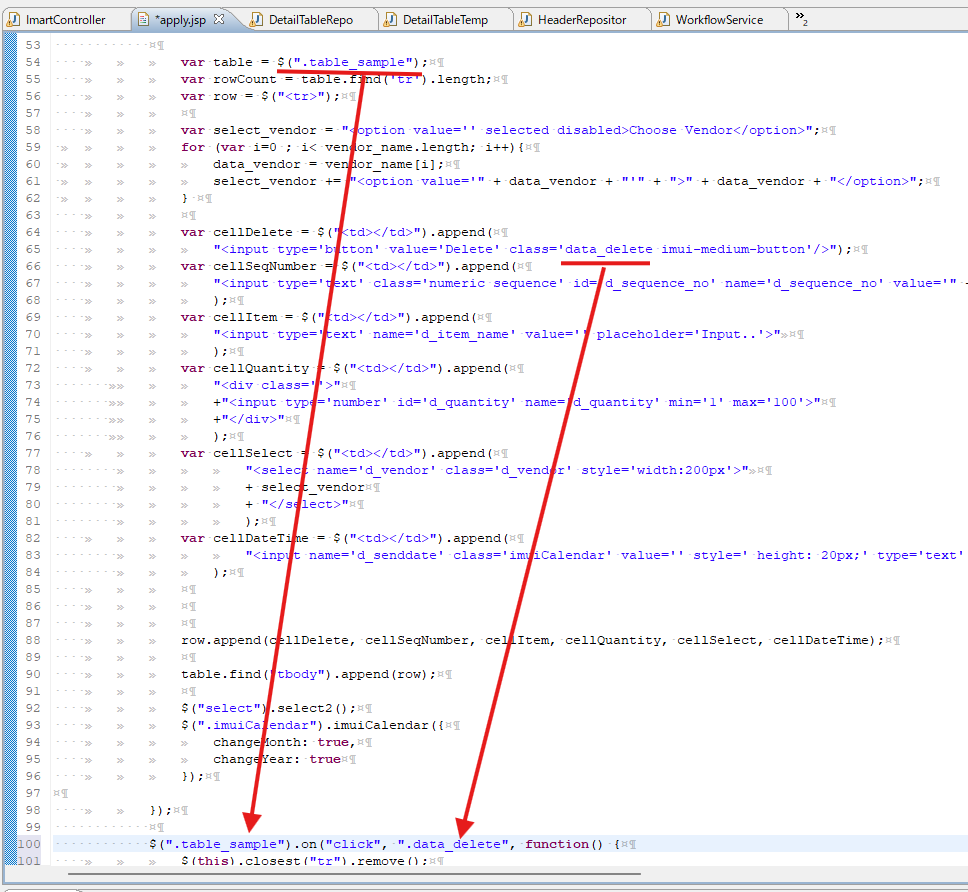 ImartController *apply.jsp DetailTableRepo DetailTableTemp HeaderRepositor WorkflowService »2
53
54 var table = $(".table_sample");
55 var rowCount = table.find('tr').length;
56 var row = $("<tr>");
57
58 var select_vendor = "<option value='' selected disabled>Choose Vendor</option>";
59 for (var i=0 ; i< vendor_name.length; i++){
60 data_vendor = vendor_name[i];
61 select_vendor += "<option value='" + data_vendor + "'" + ">" + data_vendor + "</option>";
62 }
63
64 var cellDelete = $("<td></td>").append(
65 "<input type='button' value='Delete' class='data_delete imui-medium-button'/>");
66 var cellSeqNumber = $("<td></td>").append(
67 "<input type='text' class='numeric sequence' id='d_sequence_no' name='d_sequence_no' value='" +
68 );
69 var cellItem = $("<td></td>").append(
70 "<input type='text' name='d_item_name' value='' placeholder='Input..'>"
71 );
72 var cellQuantity = $("<td></td>").append(
73 "<div class=''>"
74 +"<input type='number' id='d_quantity' name='d_quantity' min='1' max='100'>"
75 +"</div>"
76 );
77 var cellSelect = $("<td></td>").append(
78 "<select name='d_vendor' class='d_vendor' style='width:200px'>"
79 + select_vendor
80 + "</select>"
81 );
82 var cellDateTime = $("<td></td>").append(
83 "<input name='d_senddate' class='imuiCalendar' value='' style=' height: 20px;' type='text'
84 );
85
86
87
88 row.append(cellDelete, cellSeqNumber, cellItem, cellQuantity, cellSelect, cellDateTime);
89
90 table.find("tbody").append(row);
91
92 $("select").select2();
93 $(".imuiCalendar").imuiCalendar({
94 changeMonth: true,
95 changeYear: true
96 });
97
98 });
99
100 $(".table_sample").on("click", ".data_delete", function() {
101 $(this).closest("tr").remove();